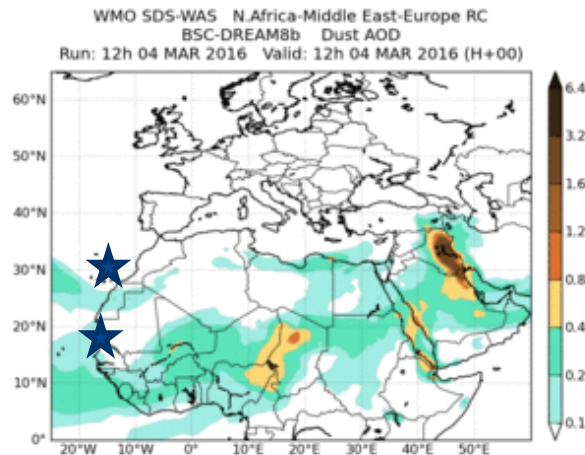 WMO SDS-WAS N.Africa-Middle East-Europe RC
BSC-DREAM8b Dust AOD
Run: 12h 04 MAR 2016 Valid: 12h 04 MAR 2016 (H+00)
60°N
50°N
40°N
30°N
20°N
10°N
0°
20°W
10°W
0°
10°E
20°E
30°E
40°E
50°E
6.4
3.2
1.6
0.8
0.4
0.2
0.1